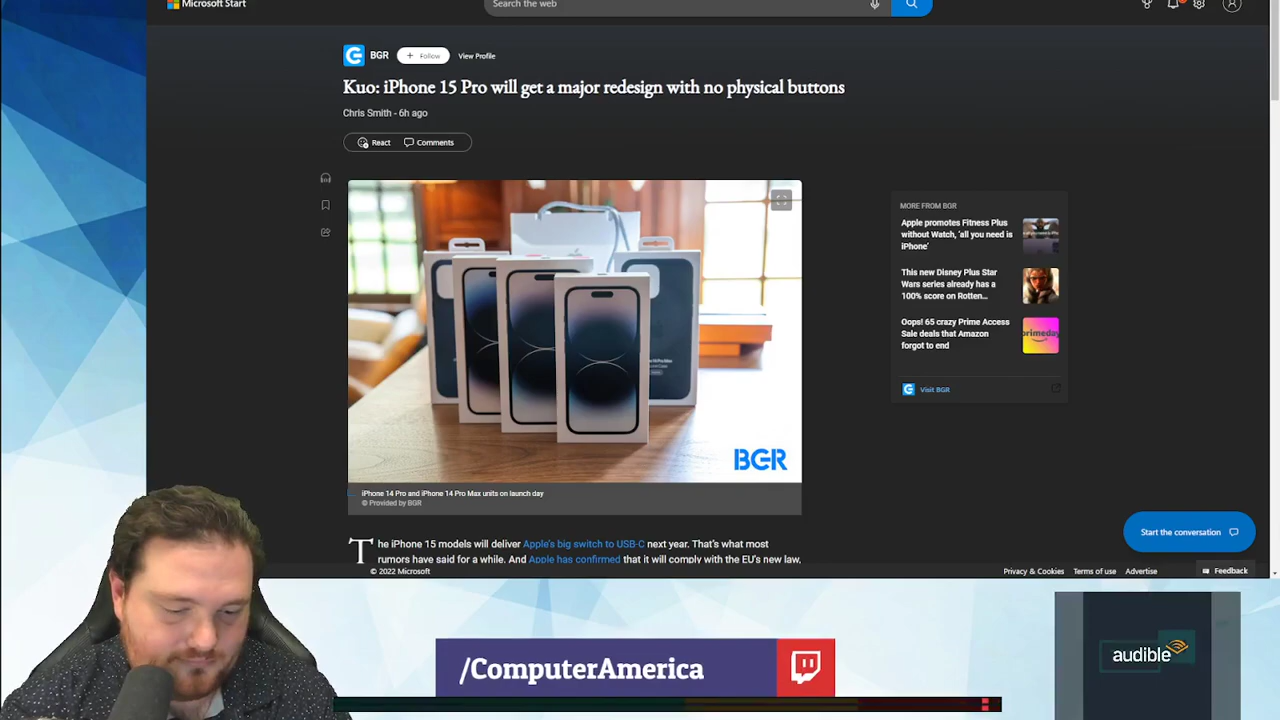 Microsoft Start
Search the web
BGR
+ Follow
View Profile
Kuo: iPhone 15 Pro will get a major redesign with no physical buttons
Chris Smith - 6h ago
React
Comments
MORE FROM BGR
Apple promotes Fitness Plus
without Watch, 'all you need is
iPhone'
This new Disney Plus Star
Wars series already has a
100% score on Rotten...
Oops! 65 crazy Prime Access
Sale deals that Amazon
forgot to end
primeday
Visit BGR
BGR
iPhone 14 Pro and iPhone 14 Pro Max units on launch day
© Provided by BGR
The iPhone 15 models will deliver Apple's big switch to USB-C next year. That's what most
rumors have said for a while. And Apple has confirmed that it will comply with the EU's new law,
Start the conversation
© 2022 Microsoft
Privacy & Cookies
Terms of use
Advertise
Feedback
/ComputerAmerica
audible